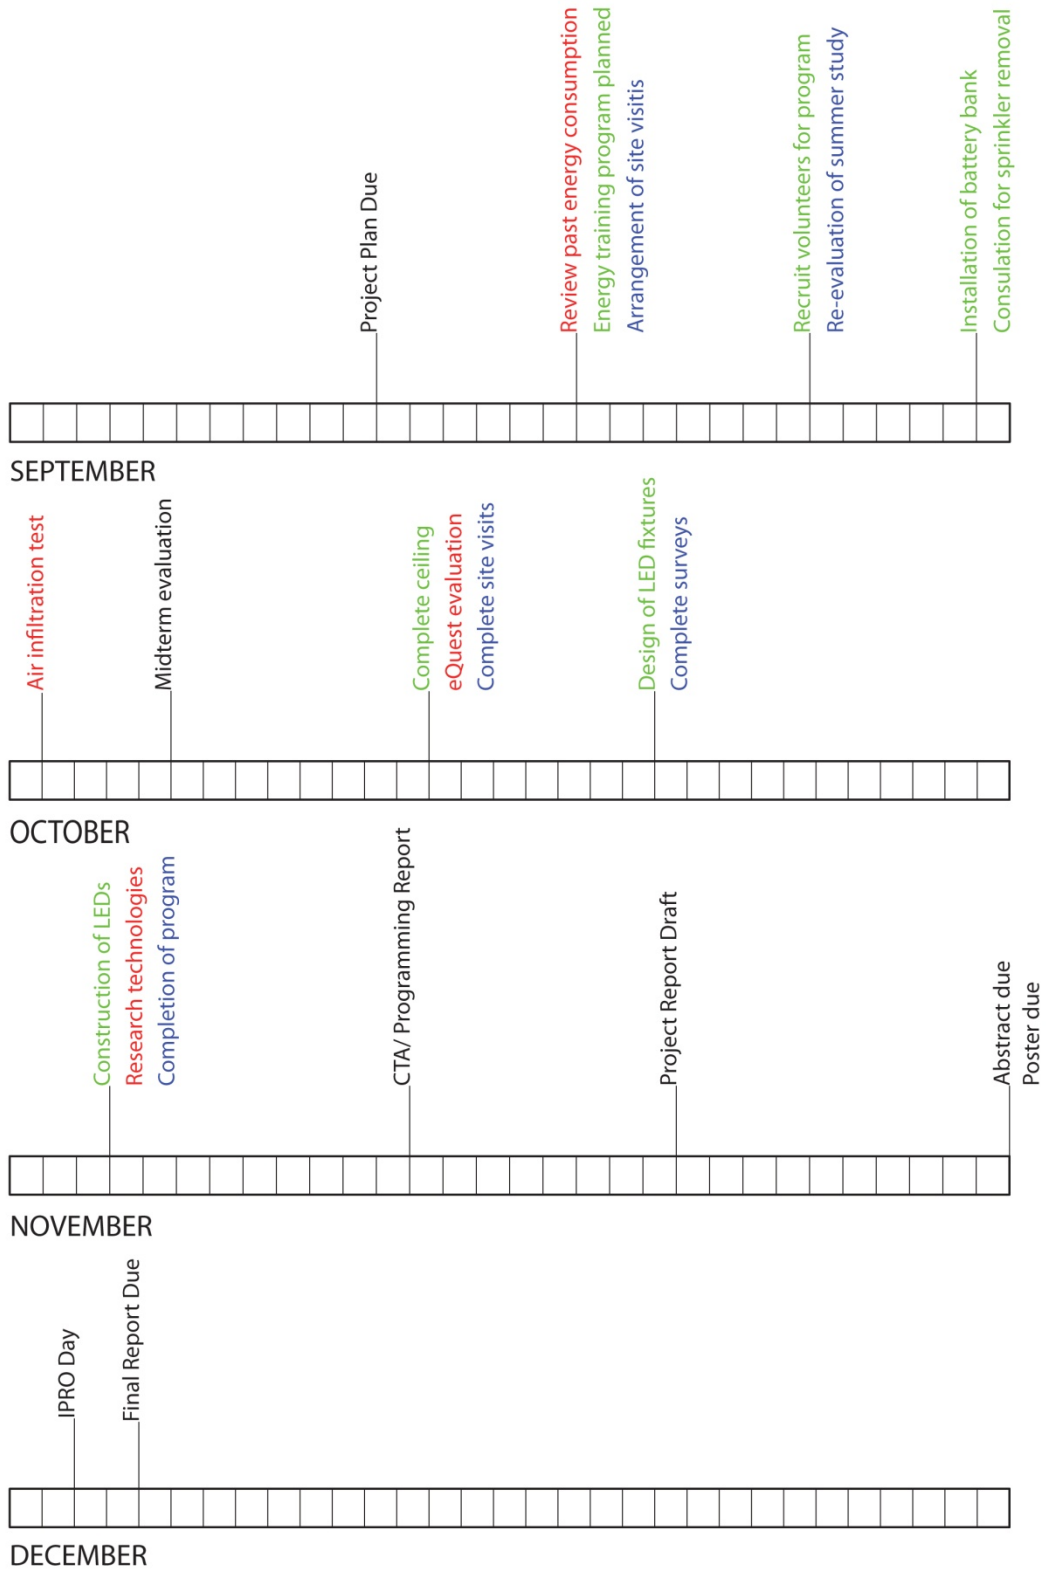 Project Plan Due
Review past energy consumption
Energy training program planned
Arrangement of site visitis
Recruit volunteers for program
Re-evaluation of summer study
Installation of battery bank
Consulation for sprinkler removal
SEPTEMBER
Air infiltration test
Midterm evaluation
Complete ceiling
eQuest evaluation
Complete site visits
Design of LED fixtures
Complete surveys
OCTOBER
Construction of LEDs
Research technologies
Completion of program
CTA/ Programming Report
Project Report Draft
Abstract due
Poster due
NOVEMBER
IPRO Day
Final Report Due
DECEMBER